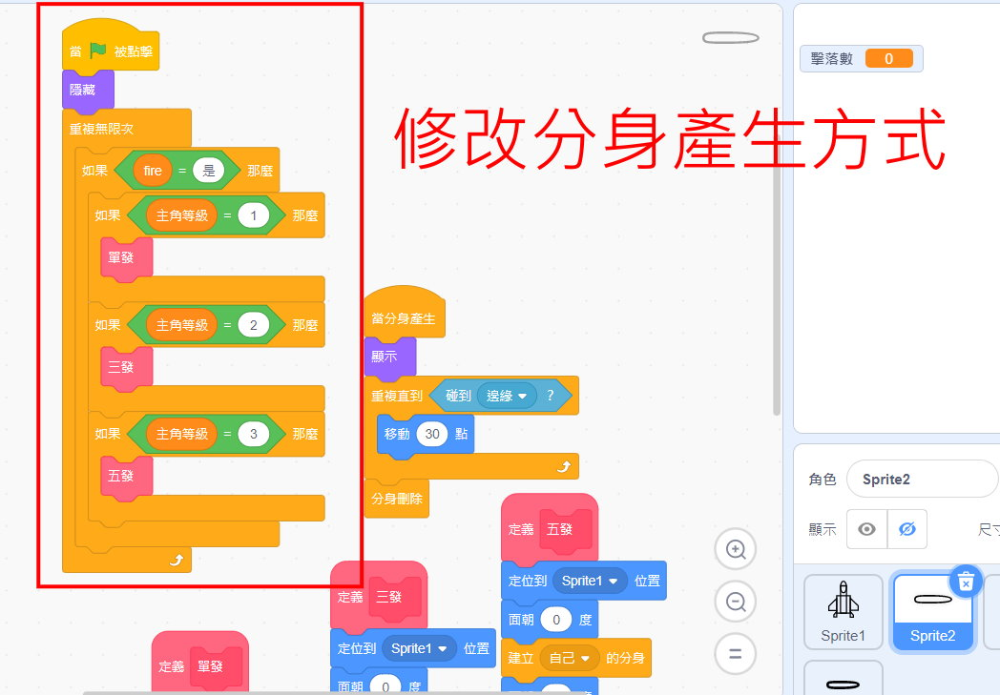 當 被點擊
隱藏
重複無限次
如果 fire = 是 那麼
如果 主角等級 = 1 那麼
單發
如果 主角等級 = 2 那麼
三發
如果 主角等級 = 3 那麼
五發
修改分身產生方式
當分身產生
顯示
重複直到 碰到 邊緣 ?
移動 30 點
分身刪除
定義 五發
定位到 Sprite1 位置
面朝 0 度
建立 自己 的分身
定義 三發
定位到 Sprite1 位置
面朝 0 度
定義 單發
擊落數 0
角色 Sprite2
顯示 尺寸
Sprite1
Sprite2